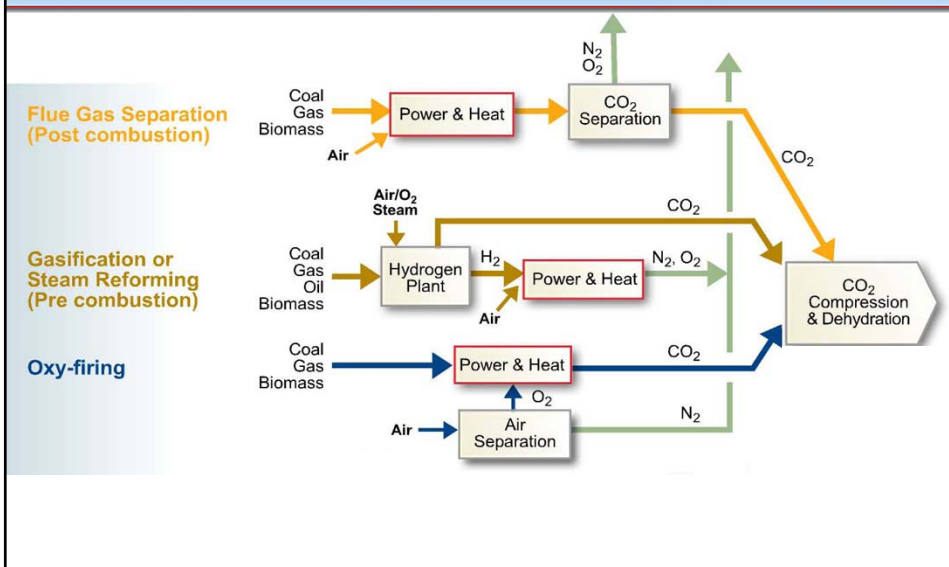 Flue Gas Separation
(Post combustion)
Coal
Gas
Biomass
Air
Power & Heat
N₂
O₂
CO₂
Separation
CO₂
Gasification or
Steam Reforming
(Pre combustion)
Coal
Gas
Oil
Biomass
Air/O₂
Steam
Hydrogen
Plant
H₂
Air
Power & Heat
N₂, O₂
CO₂
CO₂
Compression
& Dehydration
Oxy-firing
Coal
Gas
Biomass
Power & Heat
CO₂
O₂
Air
Air
Separation
N₂